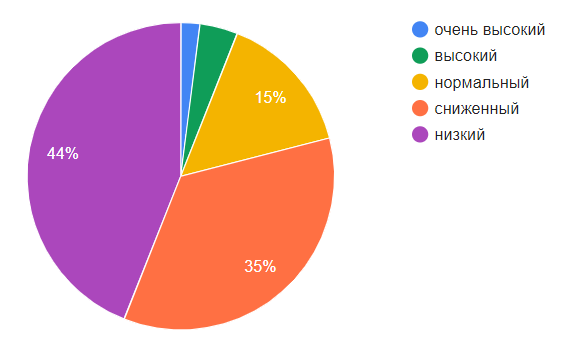 очень высокий
высокий
нормальный
сниженный
низкий
15%
44%
35%